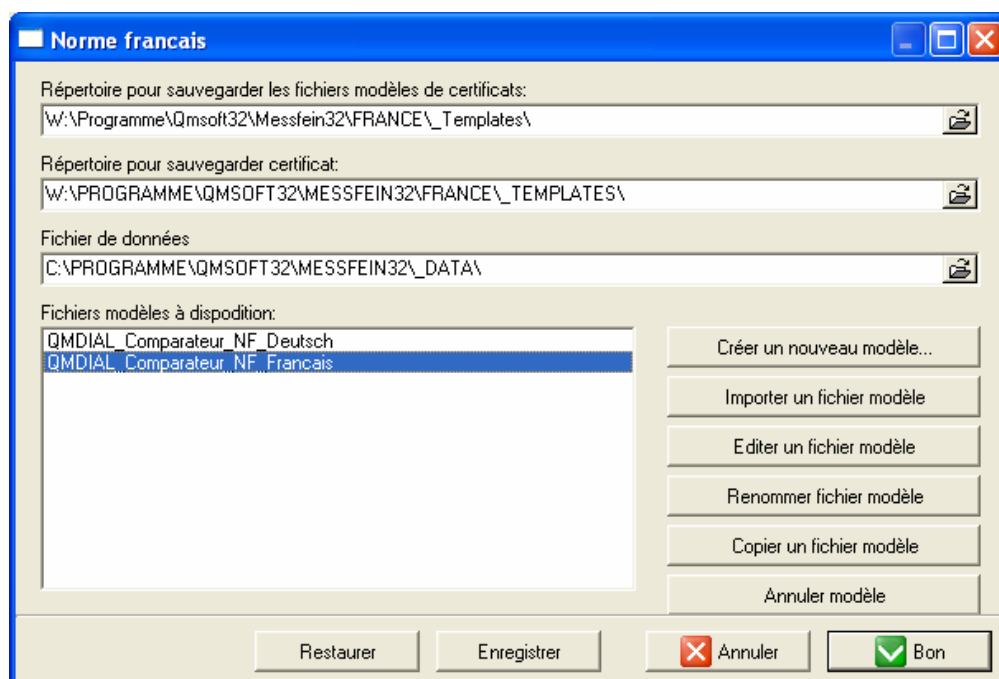 Norme francais
Répertoire pour sauvegarder les fichiers modèles de certificats:
W:\Programme\Qmsoft32\Messfein32\FRANCE\_Templates\
Répertoire pour sauvegarder certificat:
W:\PROGRAMME\QMSOFT32\MESSFEIN32\FRANCE\_TEMPLATES\
Fichier de données
C:\PROGRAMME\QMSOFT32\MESSFEIN32\_DATA\
Fichiers modèles à dispodition:
QMDIAL_Comparateur_NF_Deutsch
QMDIAL_Comparateur_NF_Francais
Créer un nouveau modèle...
Importer un fichier modèle
Editer un fichier modèle
Renommer fichier modèle
Copier un fichier modèle
Annuler modèle
Restaurer
Enregistrer
Annuler
Bon